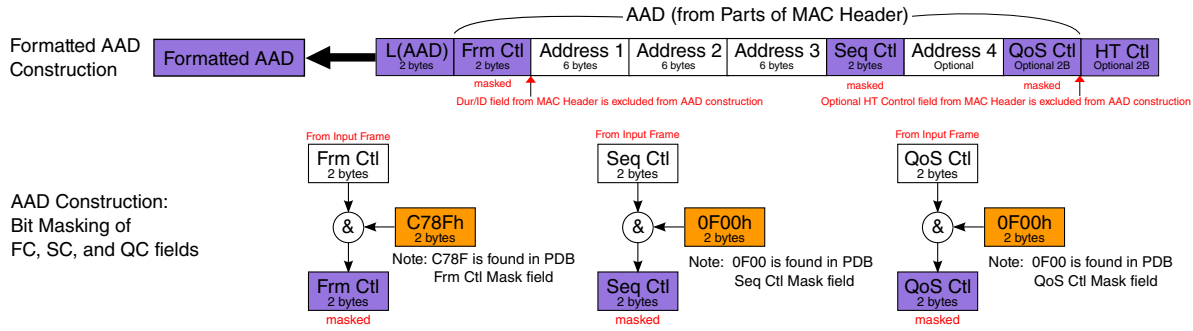 AAD (from Parts of MAC Header)
Formatted AAD
Construction
Formatted AAD
L(AAD)
2 bytes
Frm Ctl
2 bytes
Address 1
6 bytes
Address 2
6 bytes
Address 3
6 bytes
Seq Ctl
2 bytes
Address 4
Optional
QoS Ctl
Optional 2B
HT Ctl
Optional 2B
masked
masked
masked
Dur/ID field from MAC Header is excluded from AAD construction
Optional HT Control field from MAC Header is excluded from AAD construction
AAD Construction:
Bit Masking of
FC, SC, and QC fields
From Input Frame
Frm Ctl
2 bytes
&
C78Fh
2 bytes
Note: C78F is found in PDB
Frm Ctl Mask field
Frm Ctl
2 bytes
masked
From Input Frame
Seq Ctl
2 bytes
&
0F00h
2 bytes
Note: 0F00 is found in PDB
Seq Ctl Mask field
Seq Ctl
2 bytes
masked
From Input Frame
QoS Ctl
2 bytes
&
0F00h
2 bytes
Note: 0F00 is found in PDB
QoS Ctl Mask field
QoS Ctl
2 bytes
masked